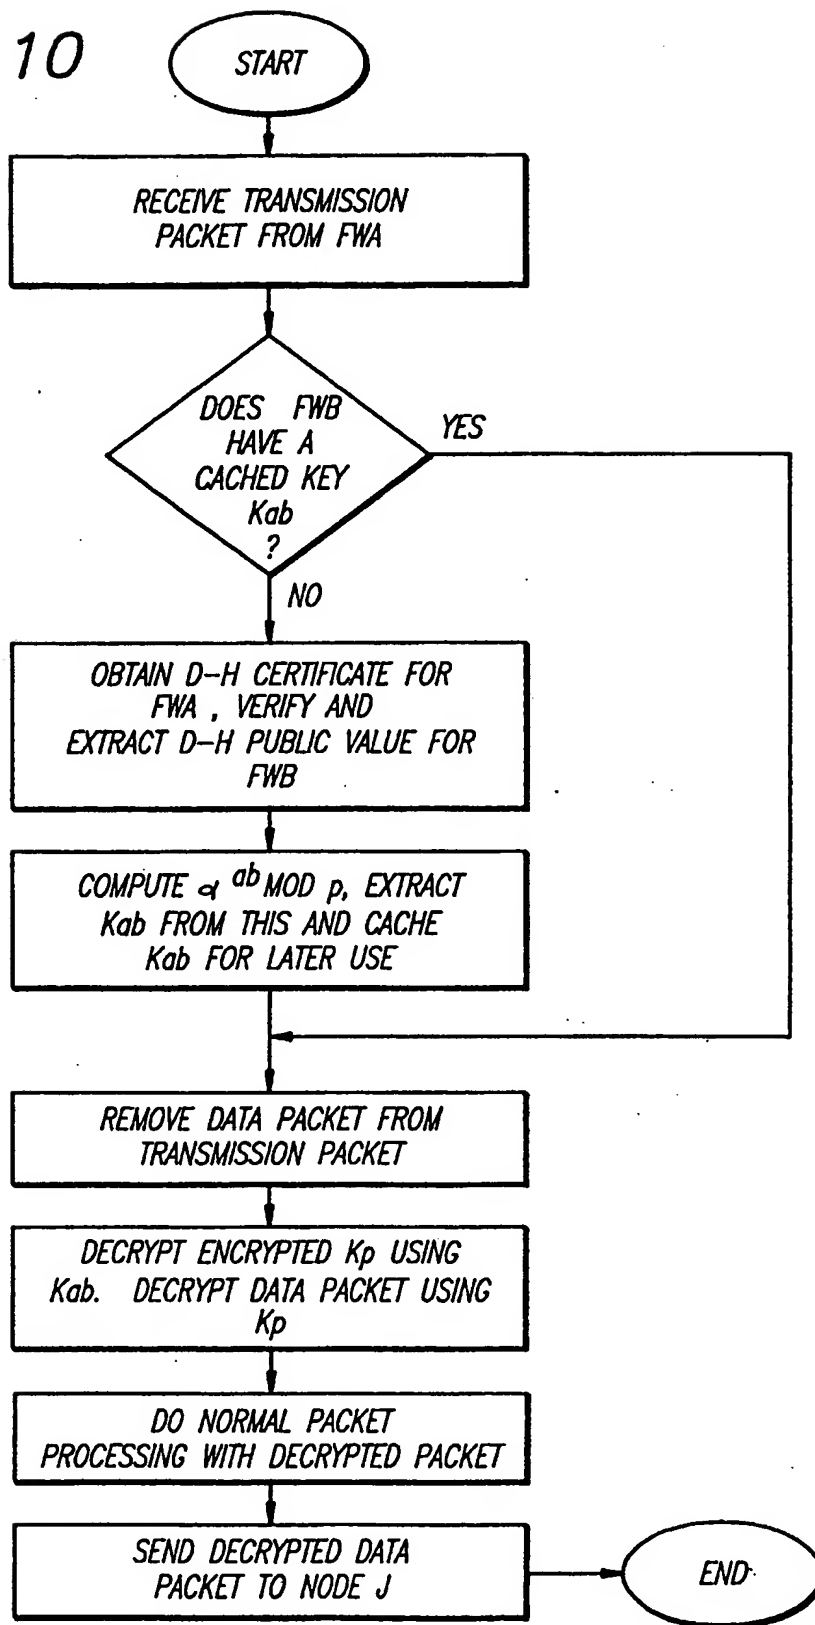 10
START
RECEIVE TRANSMISSION
PACKET FROM FWA
DOES FWB
HAVE A
CACHED KEY
Kab
?
YES
NO
OBTAIN D-H CERTIFICATE FOR
FWA , VERIFY AND
EXTRACT D-H PUBLIC VALUE FOR
FWB
COMPUTE α ab MOD p, EXTRACT
Kab FROM THIS AND CACHE
Kab FOR LATER USE
REMOVE DATA PACKET FROM
TRANSMISSION PACKET
DECRYPT ENCRYPTED Kp USING
Kab. DECRYPT DATA PACKET USING
Kp
DO NORMAL PACKET
PROCESSING WITH DECRYPTED PACKET
SEND DECRYPTED DATA
PACKET TO NODE J
END